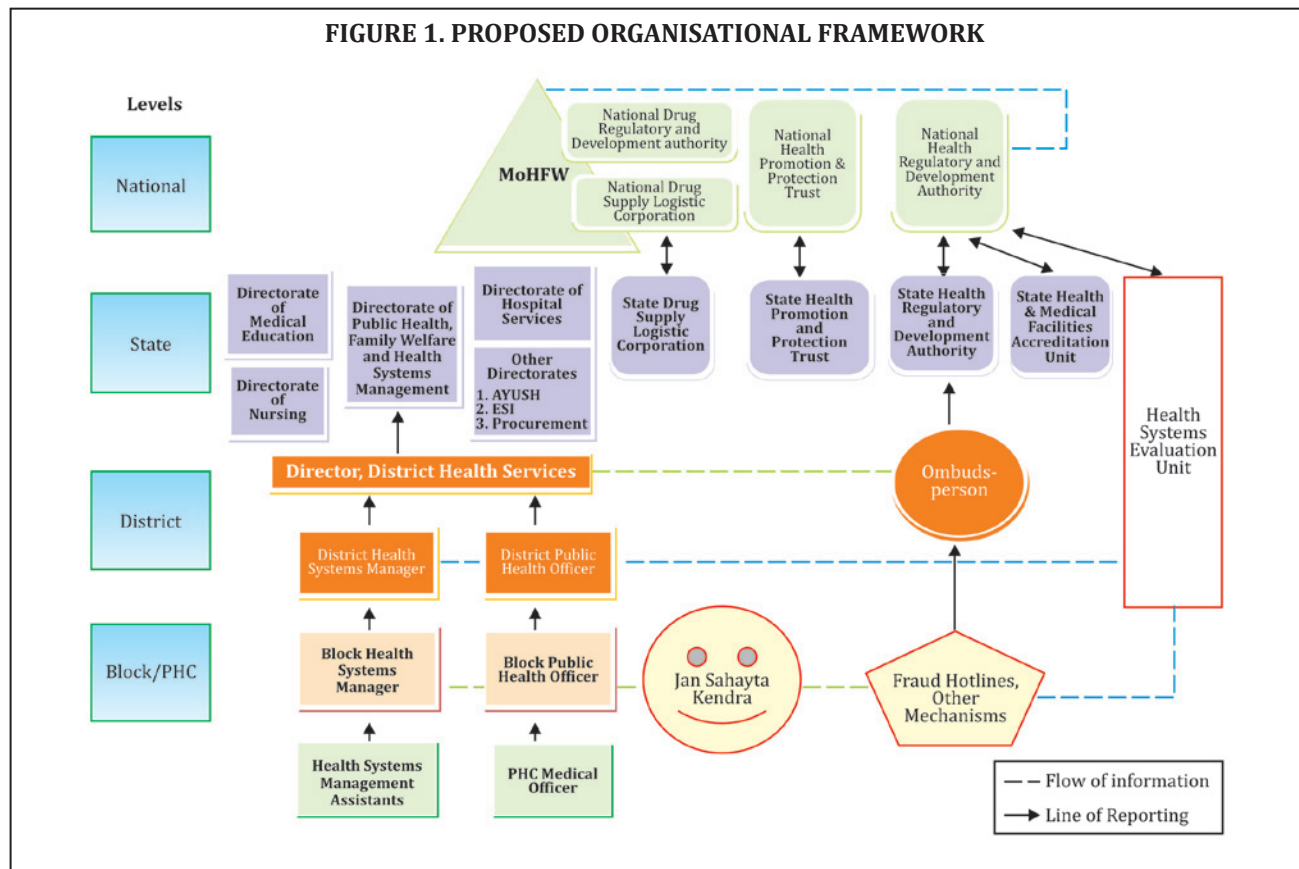 FIGURE 1. PROPOSED ORGANISATIONAL FRAMEWORK
Levels
National
MoHFW
National Drug
Regulatory and
Development authority
National Drug
Supply Logistic
Corporation
National
Health
Promotion &
Protection
Trust
National
Health
Regulatory and
Development
Authority
State
Directorate
of
Medical
Education
Directorate
of
Nursing
Directorate of
Public Health,
Family Welfare
and Health
Systems
Management
Directorate of
Hospital
Services
Other
Directorates
1. AYUSH
2. ESI
3. Procurement
State Drug
Supply
Logistic
Corporation
State Health
Promotion
and
Protection
Trust
State Health
Regulatory
and
Development
Authority
State Health
& Medical
Facilities
Accreditation
Unit
Health
Systems
Evaluation
Unit
District
Director, District Health Services
Ombuds-
person
District Health
Systems Manager
District Public
Health Officer
Block/PHC
Block Health
Systems
Manager
Block Public
Health Officer
Jan Sahayta
Kendra
Fraud Hotlines,
Other
Mechanisms
Health Systems
Management
Assistants
PHC Medical
Officer
Flow of information
Line of Reporting